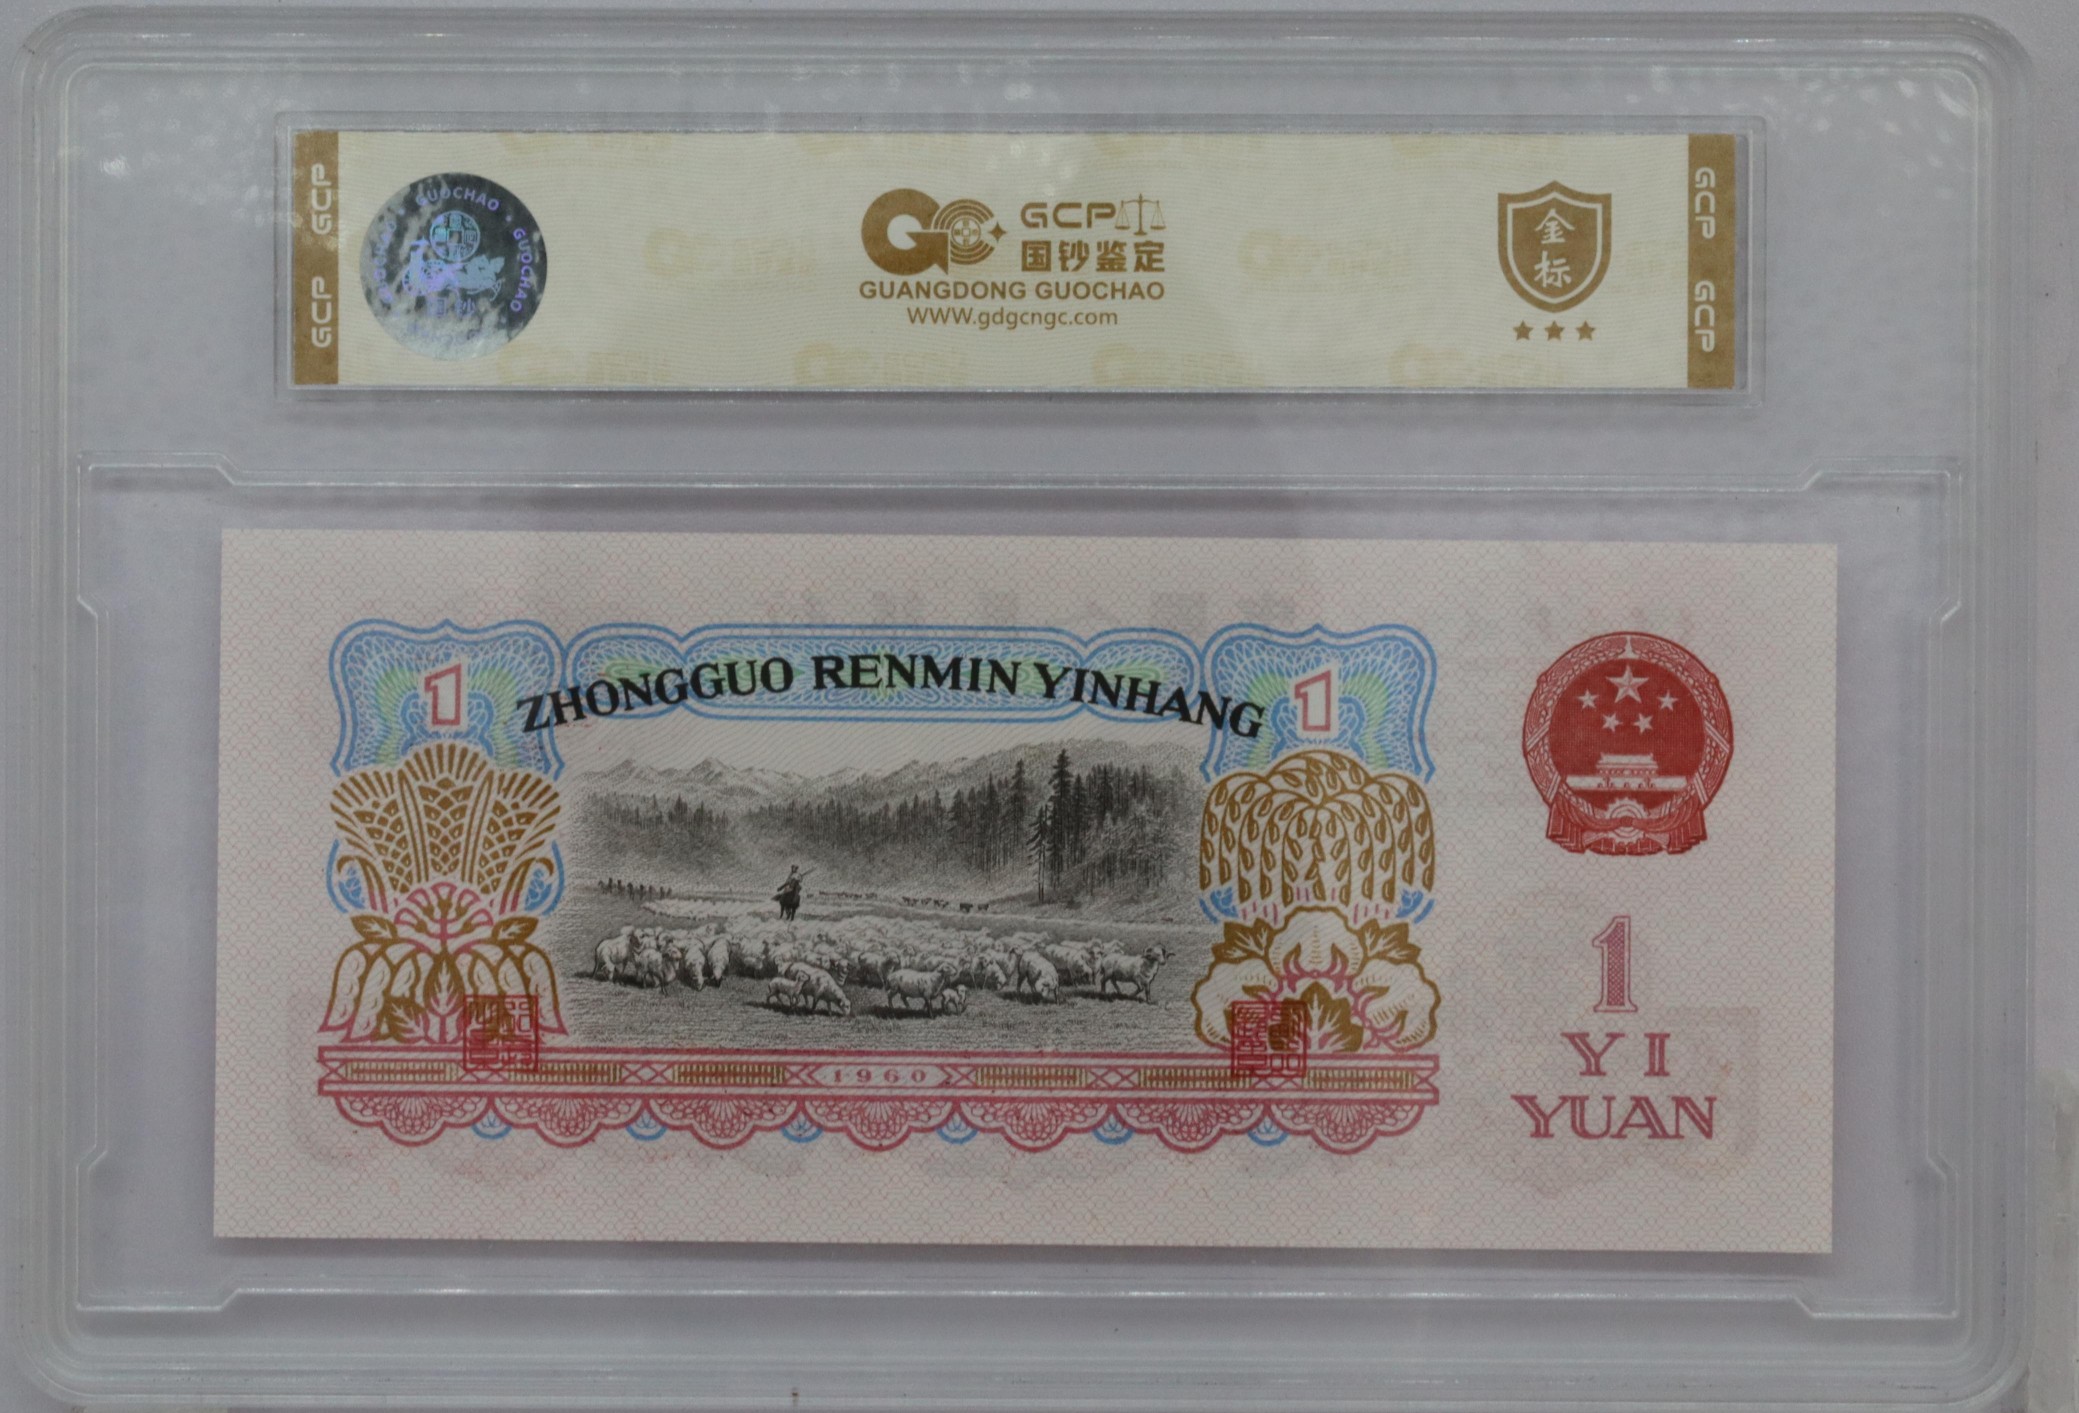 GCP GCP
GUOCHAO · GUOCHAO
GC GCP
国钞鉴定
GUANGDONG GUOCHAO
WWW.gdgcngc.com
金标
GCP GCP
1 ZHONGGUO RENMIN YINHANG 1
1960
1
YI
YUAN